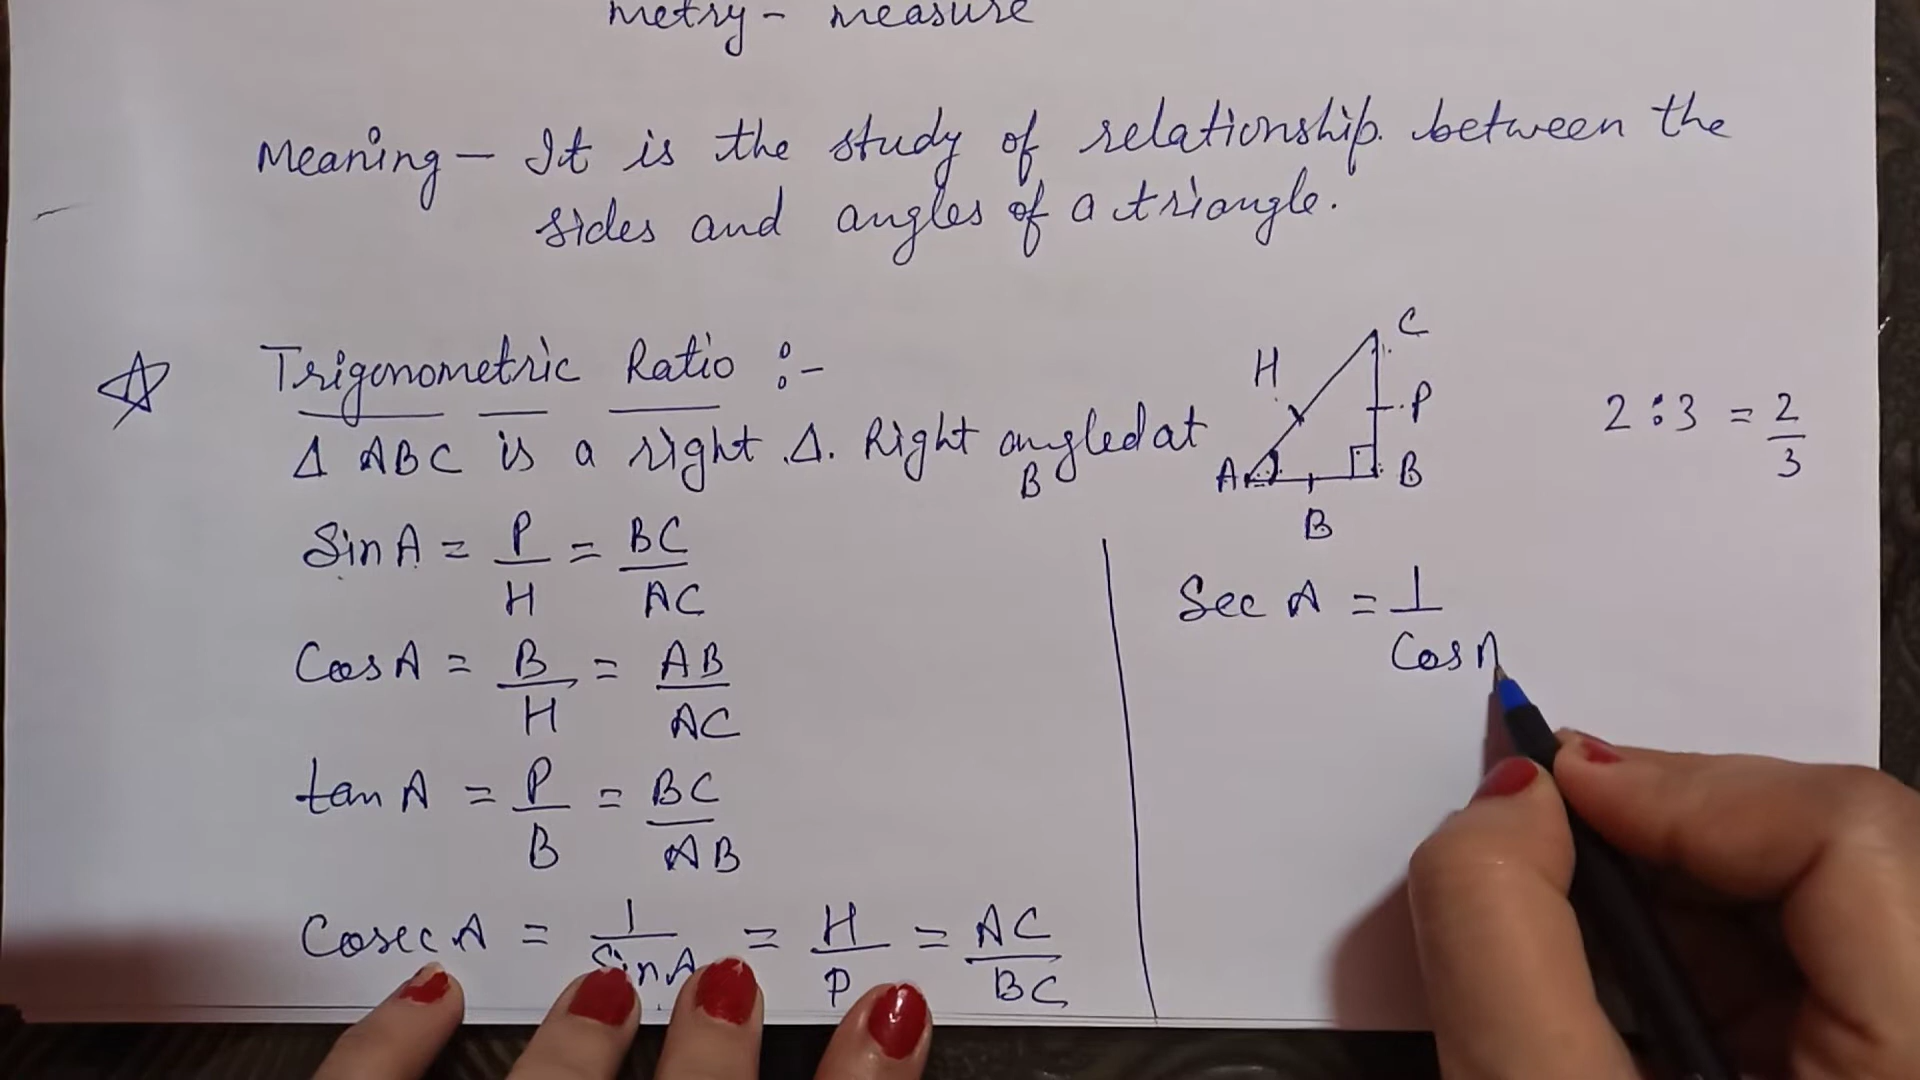 metry - measure
Meaning - It is the study of relationship between the
sides and angles of a triangle.
Trigonometric Ratio :-
Δ ABC is a right Δ. Right angled at
B
C
H
P
A
B
B
2 : 3 = 2/3
Sin A = P/H = BC/AC
Cos A = B/H = AB/AC
tan A = P/B = BC/AB
Cosec A = 1/Sin A = H/P = AC/BC
Sec A = 1/Cos A